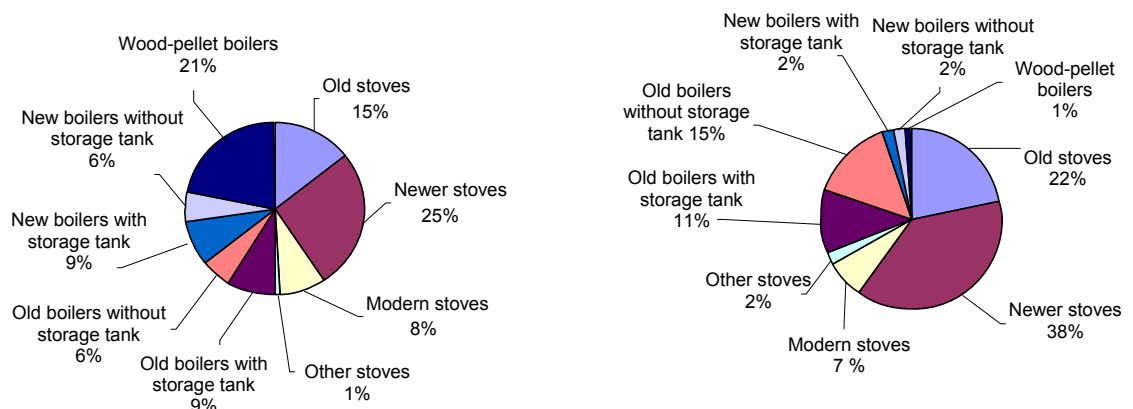 Wood-pellet boilers
21%
Old stoves
15%
New boilers without
storage tank
6%
Newer stoves
25%
New boilers with
storage tank
9%
Modern stoves
8%
Old boilers without
storage tank
6%
Old boilers with
storage tank
9%
Other stoves
1%
New boilers with
storage tank
2%
New boilers without
storage tank
2%
Wood-pellet
boilers
1%
Old boilers
without storage
tank 15%
Old stoves
22%
Old boilers with
storage tank
11%
Other stoves
2%
Newer stoves
38%
Modern stoves
7 %